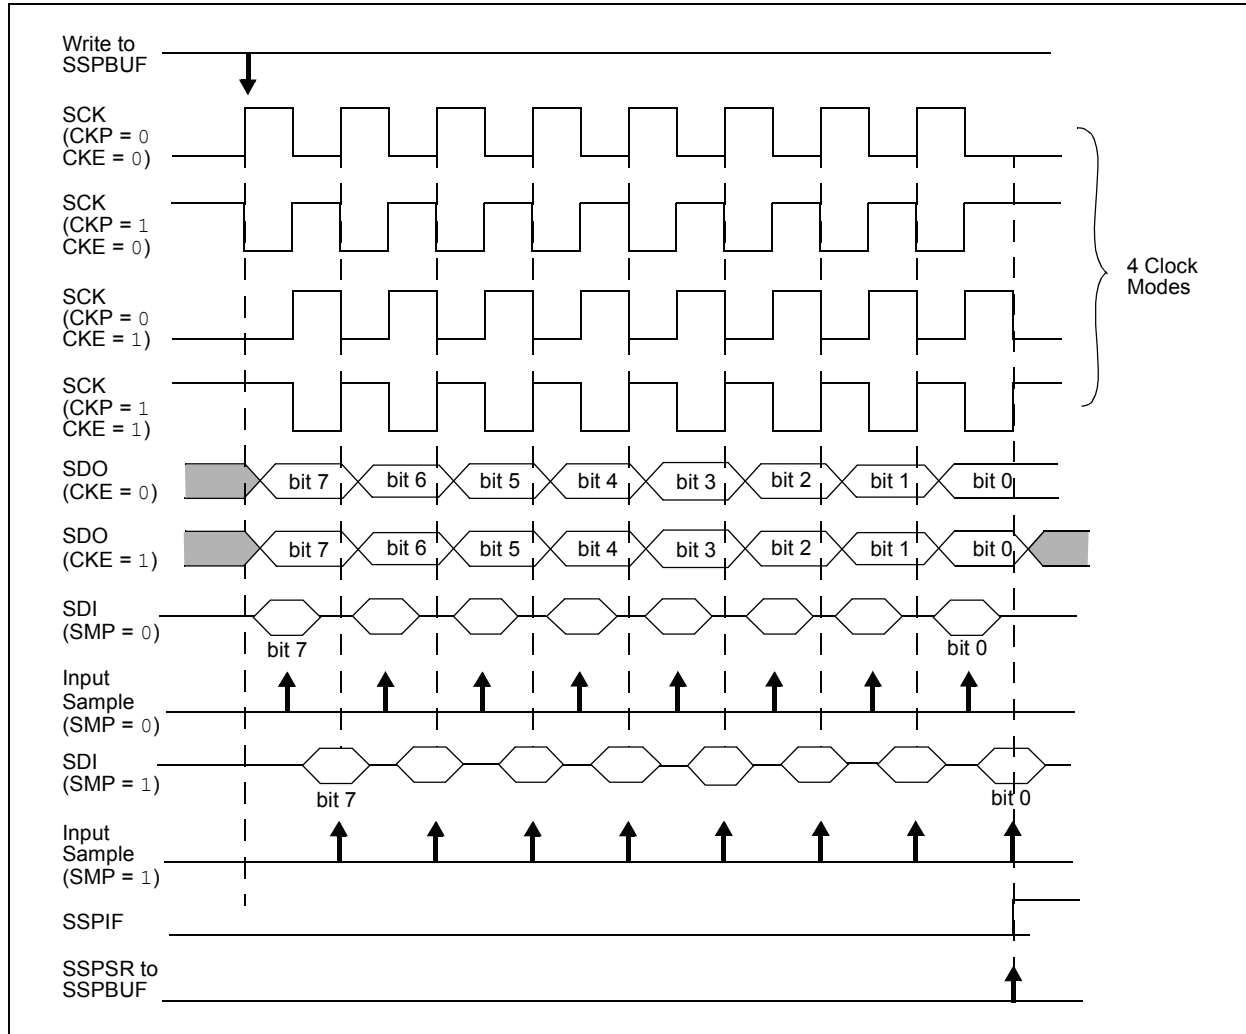 Write to
SSPBUF
SCK
(CKP = 0
CKE = 0)
SCK
(CKP = 1
CKE = 0)
4 Clock
Modes
SCK
(CKP = 0
CKE = 1)
SCK
(CKP = 1
CKE = 1)
SDO
(CKE = 0)
bit 7 bit 6 bit 5 bit 4 bit 3 bit 2 bit 1 bit 0
SDO
(CKE = 1)
bit 7 bit 6 bit 5 bit 4 bit 3 bit 2 bit 1 bit 0
SDI
(SMP = 0)
bit 7 bit 0
Input
Sample
(SMP = 0)
SDI
(SMP = 1)
bit 7 bit 0
Input
Sample
(SMP = 1)
SSPIF
SSPSR to
SSPBUF